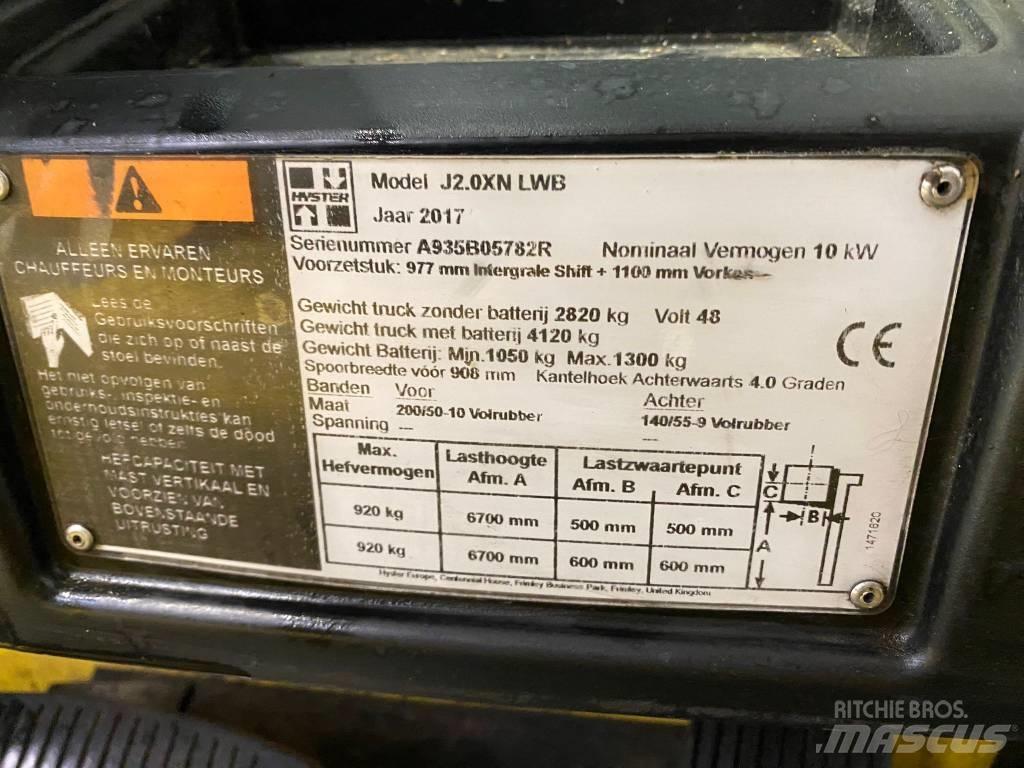 HYSTER
Model J2.0XN LWB
Jaar 2017
Serienummer A935B05782R Nominaal Vermogen 10 kW
Voorzetstuk: 977 mm Intergrale Shift + 1100 mm Vorkes
Gewicht truck zonder batterij 2820 kg Volt 48
Gewicht truck met batterij 4120 kg
Gewicht Batterij: Min.1050 kg Max.1300 kg
Spoorbreedte vóór 908 mm Kantelhoek Achterwaarts 4.0 Graden
Banden Voor Achter
Maat 200/50-10 Volrubber 140/55-9 Volrubber
Spanning --- ---
Max. Hefvermogen Lasthoogte Afm. A Lastzwaartepunt Afm. B Afm. C
920 kg 6700 mm 500 mm 500 mm
920 kg 6700 mm 600 mm 600 mm
Hyster Europe, Centennial House, Frimley Business Park, Frimley, United Kingdom
CE
C
B
A
1471620
ALLEEN ERVAREN
CHAUFFEURS EN MONTEURS
Lees de
Gebruiksvoorschriften
die zich op of naast de
stoel bevinden.
Het niet opvolgen van
gebruiks-, inspektie- en
onderhoudsinstrukties kan
ernstig letsel of zelfs de dood
tot gevolg hebben.
HEFCAPACITEIT MET
MAST VERTIKAAL EN
VOORZIEN VAN
BOVENSTAANDE
UITRUSTING
RITCHIE BROS.
MASCUS